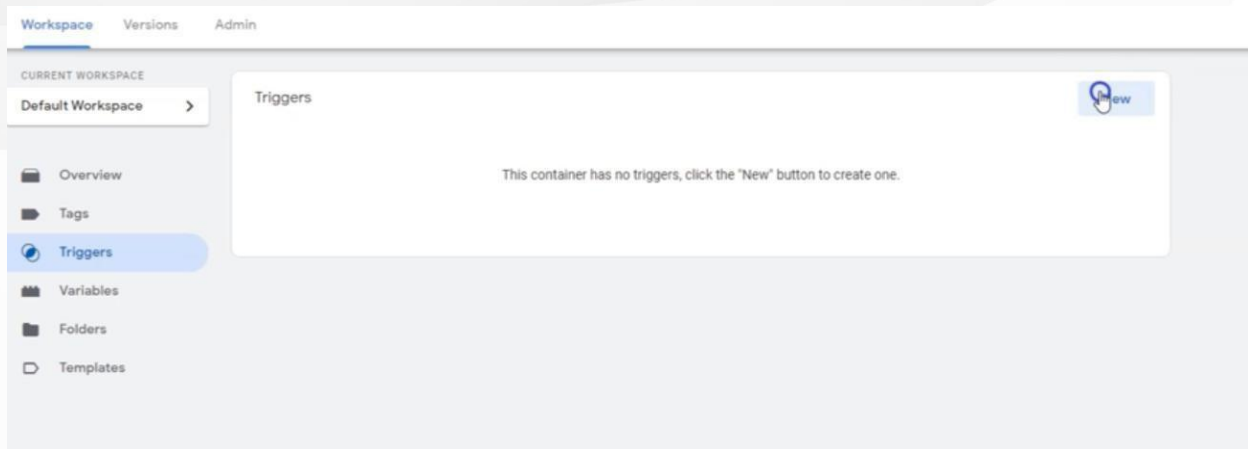 Workspace Versions Admin
CURRENT WORKSPACE
Default Workspace
Triggers
Overview
This container has no triggers, click the "New" button to create one.
Tags
Triggers
Variables
Folders
Templates